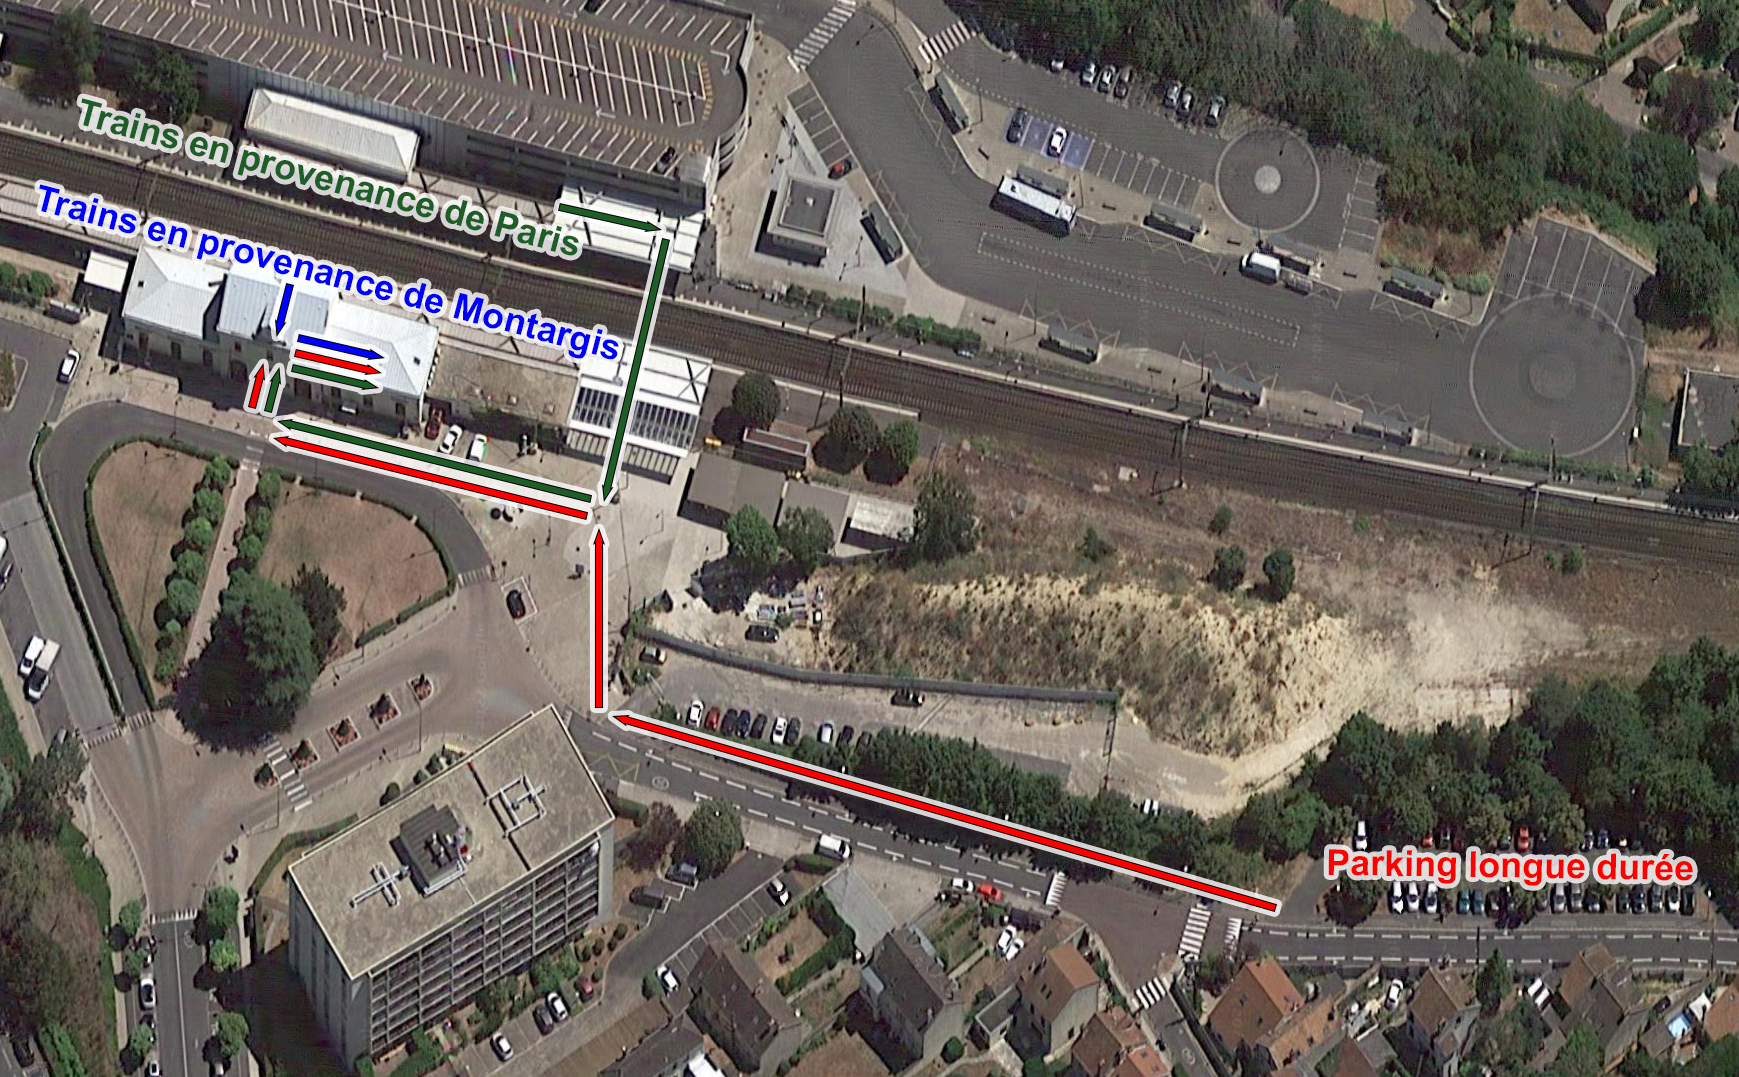 Trains en provenance de Paris
Trains en provenance de Montargis
Parking longue durée